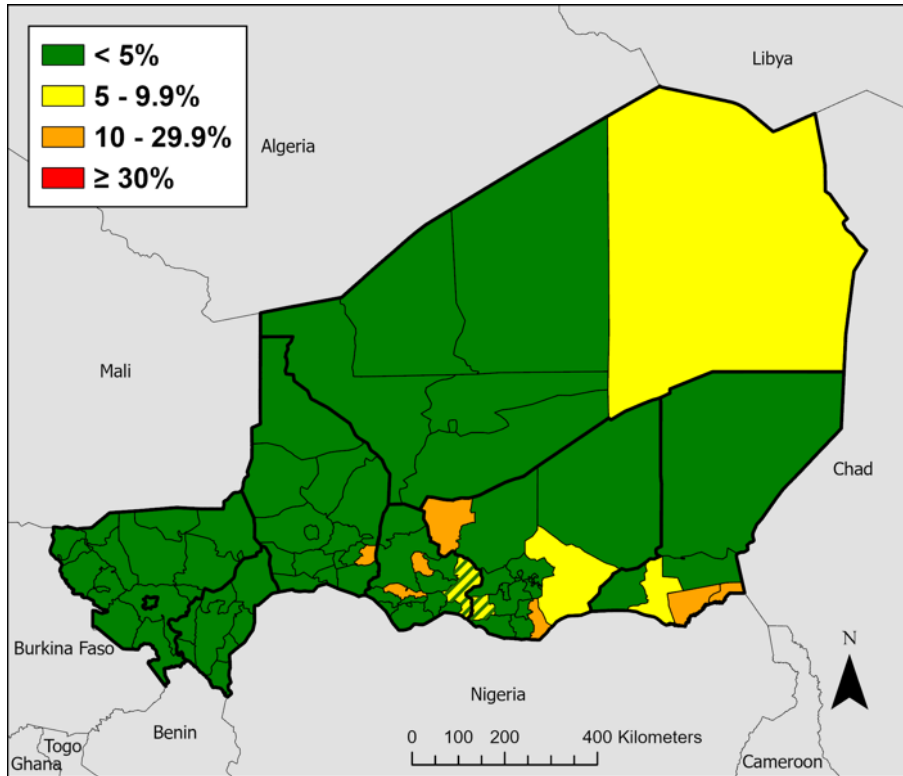 < 5%
5 - 9.9%
10 - 29.9%
≥ 30%
Libya
Algeria
Mali
Chad
Burkina Faso
N
Nigeria
Benin
Togo
Ghana
0 100 200 400 Kilometers
Cameroon